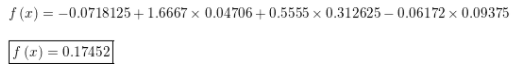 f (x) = −0.0718125 + 1.6667 × 0.04706 + 0.5555 × 0.312625 − 0.06172 × 0.09375
f (x) = 0.17452